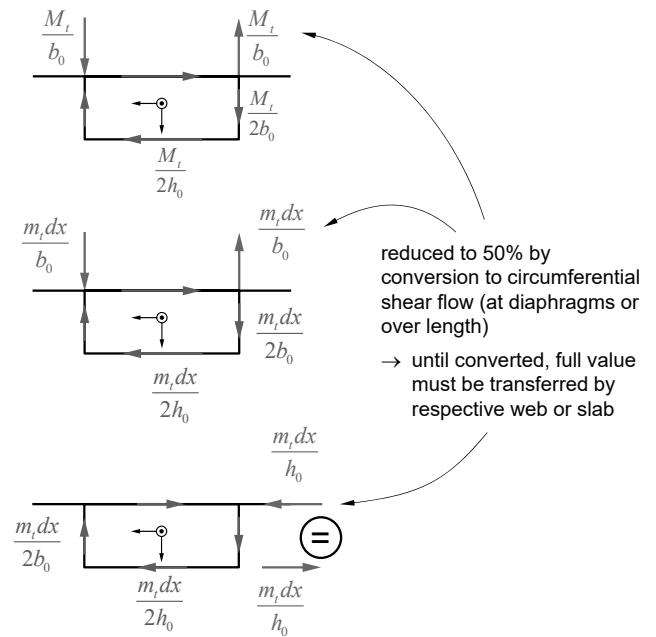 M_t/b_0
M_t/b_0
M_t/2b_0
M_t/2h_0
m_t dx/b_0
m_t dx/b_0
m_t dx/2b_0
m_t dx/2h_0
reduced to 50% by
conversion to circumferential
shear flow (at diaphragms or
over length)
→ until converted, full value
must be transferred by
respective web or slab
m_t dx/h_0
m_t dx/2b_0
=
m_t dx/2h_0
m_t dx/h_0